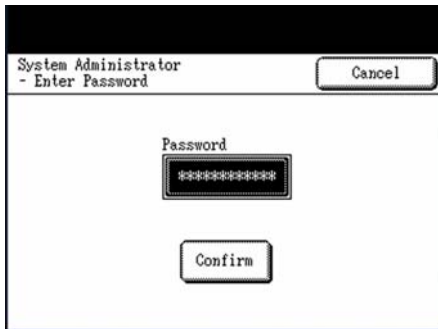 System Administrator
- Enter Password
Cancel
Password
************
Confirm